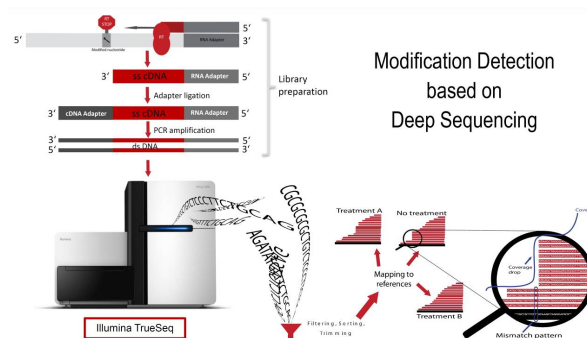 Modification Detection
based on
Deep Sequencing
RT
STOP
5′
5′
RT
RNA Adapter
3′
Modified nucleotide
3′
ss cDNA
RNA Adapter
5′
Adapter ligation
3′
cDNA Adapter
ss cDNA
RNA Adapter
5′
PCR amplification
3′
5′
ds DNA
Library
preparation
Illumina TrueSeq
Filtering, Sorting,
Trimming
Treatment A
No treatment
Mapping to
references
Treatment B
Coverage
drop
Mismatch pattern